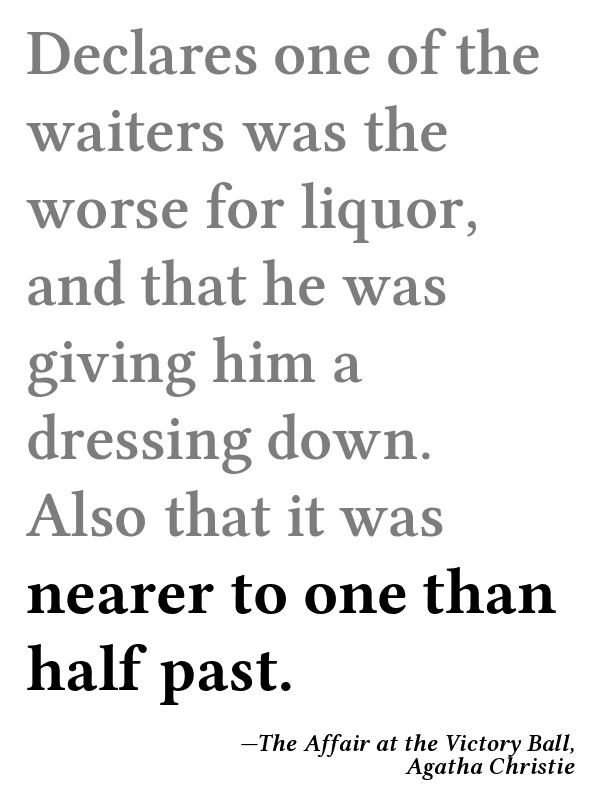 Declares one of the
waiters was the
worse for liquor,
and that he was
giving him a
dressing down.
Also that it was
nearer to one than
half past.
—The Affair at the Victory Ball,
Agatha Christie